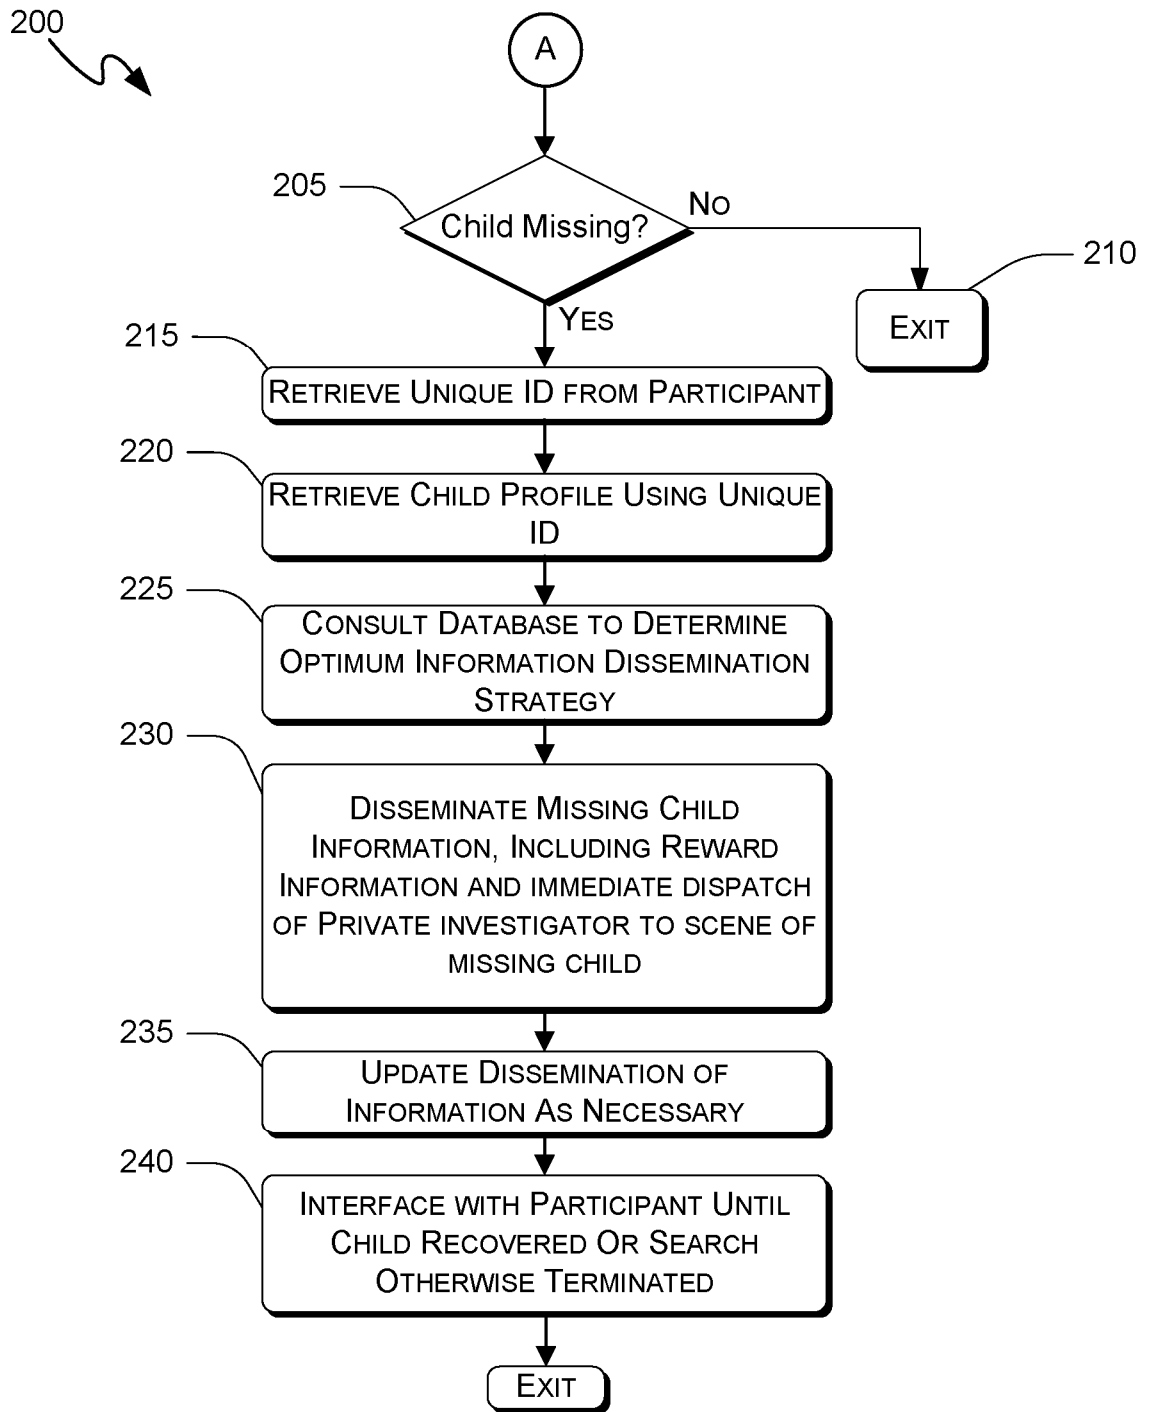 200
A
205
Child Missing?
NO
210
EXIT
YES
215
RETRIEVE UNIQUE ID FROM PARTICIPANT
220
RETRIEVE CHILD PROFILE USING UNIQUE
ID
225
CONSULT DATABASE TO DETERMINE
OPTIMUM INFORMATION DISSEMINATION
STRATEGY
230
DISSEMINATE MISSING CHILD
INFORMATION, INCLUDING REWARD
INFORMATION AND IMMEDIATE DISPATCH
OF PRIVATE INVESTIGATOR TO SCENE OF
MISSING CHILD
235
UPDATE DISSEMINATION OF
INFORMATION AS NECESSARY
240
INTERFACE WITH PARTICIPANT UNTIL
CHILD RECOVERED OR SEARCH
OTHERWISE TERMINATED
EXIT